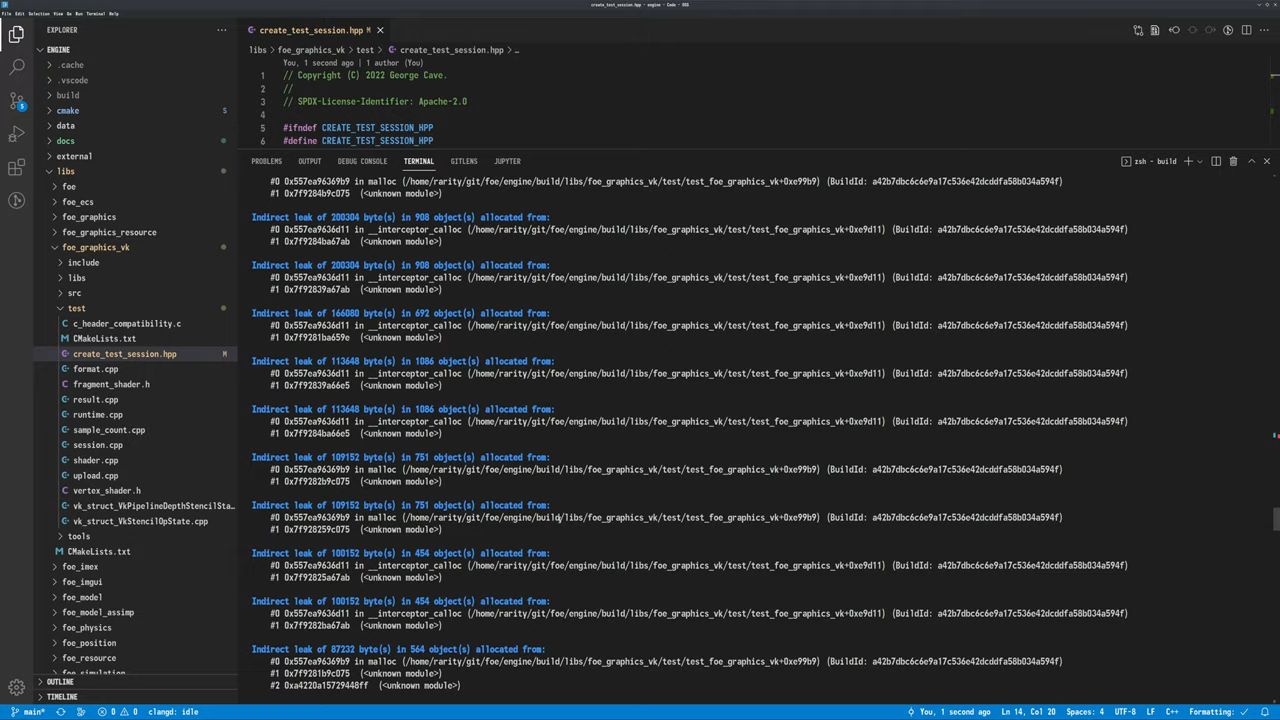 create_test_session.hpp - engine - Code - OSS
File Edit Selection View Go Run Terminal Help
EXPLORER
ENGINE
.cache
.vscode
build
cmake
data
docs
external
libs
foe
foe_ecs
foe_graphics
foe_graphics_resource
foe_graphics_vk
include
libs
src
test
c_header_compatibility.c
CMakeLists.txt
create_test_session.hpp M
format.cpp
fragment_shader.h
result.cpp
runtime.cpp
sample_count.cpp
session.cpp
shader.cpp
upload.cpp
vertex_shader.h
vk_struct_VkPipelineDepthStencilSta...
vk_struct_VkStencilOpState.cpp
tools
CMakeLists.txt
foe_imex
foe_imgui
foe_model
foe_model_assimp
foe_physics
foe_position
foe_resource
foe_simulation
OUTLINE
TIMELINE
5
create_test_session.hpp M
libs > foe_graphics_vk > test > create_test_session.hpp > …
You, 1 second ago | 1 author (You)
1 // Copyright (C) 2022 George Cave.
2 //
3 // SPDX-License-Identifier: Apache-2.0
4
5 #ifndef CREATE_TEST_SESSION_HPP
6 #define CREATE_TEST_SESSION_HPP
PROBLEMS OUTPUT DEBUG CONSOLE TERMINAL GITLENS JUPYTER
zsh - build
#0 0x557ea96369b9 in malloc (/home/rarity/git/foe/engine/build/libs/foe_graphics_vk/test/test_foe_graphics_vk+0xe99b9) (BuildId: a42b7dbc6c6e9a17c536e42dcddfa58b034a594f)
#1 0x7f9284b9c075 (<unknown module>)
Indirect leak of 200304 byte(s) in 908 object(s) allocated from:
#0 0x557ea9636d11 in __interceptor_calloc (/home/rarity/git/foe/engine/build/libs/foe_graphics_vk/test/test_foe_graphics_vk+0xe9d11) (BuildId: a42b7dbc6c6e9a17c536e42dcddfa58b034a594f)
#1 0x7f9284ba67ab (<unknown module>)
Indirect leak of 200304 byte(s) in 908 object(s) allocated from:
#0 0x557ea9636d11 in __interceptor_calloc (/home/rarity/git/foe/engine/build/libs/foe_graphics_vk/test/test_foe_graphics_vk+0xe9d11) (BuildId: a42b7dbc6c6e9a17c536e42dcddfa58b034a594f)
#1 0x7f92839a67ab (<unknown module>)
Indirect leak of 166080 byte(s) in 692 object(s) allocated from:
#0 0x557ea9636d11 in __interceptor_calloc (/home/rarity/git/foe/engine/build/libs/foe_graphics_vk/test/test_foe_graphics_vk+0xe9d11) (BuildId: a42b7dbc6c6e9a17c536e42dcddfa58b034a594f)
#1 0x7f9281ba659e (<unknown module>)
Indirect leak of 113648 byte(s) in 1086 object(s) allocated from:
#0 0x557ea9636d11 in __interceptor_calloc (/home/rarity/git/foe/engine/build/libs/foe_graphics_vk/test/test_foe_graphics_vk+0xe9d11) (BuildId: a42b7dbc6c6e9a17c536e42dcddfa58b034a594f)
#1 0x7f92839a66e5 (<unknown module>)
Indirect leak of 113648 byte(s) in 1086 object(s) allocated from:
#0 0x557ea9636d11 in __interceptor_calloc (/home/rarity/git/foe/engine/build/libs/foe_graphics_vk/test/test_foe_graphics_vk+0xe9d11) (BuildId: a42b7dbc6c6e9a17c536e42dcddfa58b034a594f)
#1 0x7f9284ba66e5 (<unknown module>)
Indirect leak of 109152 byte(s) in 751 object(s) allocated from:
#0 0x557ea96369b9 in malloc (/home/rarity/git/foe/engine/build/libs/foe_graphics_vk/test/test_foe_graphics_vk+0xe99b9) (BuildId: a42b7dbc6c6e9a17c536e42dcddfa58b034a594f)
#1 0x7f9282b9c075 (<unknown module>)
Indirect leak of 109152 byte(s) in 751 object(s) allocated from:
#0 0x557ea96369b9 in malloc (/home/rarity/git/foe/engine/build/libs/foe_graphics_vk/test/test_foe_graphics_vk+0xe99b9) (BuildId: a42b7dbc6c6e9a17c536e42dcddfa58b034a594f)
#1 0x7f928259c075 (<unknown module>)
Indirect leak of 100152 byte(s) in 454 object(s) allocated from:
#0 0x557ea9636d11 in __interceptor_calloc (/home/rarity/git/foe/engine/build/libs/foe_graphics_vk/test/test_foe_graphics_vk+0xe9d11) (BuildId: a42b7dbc6c6e9a17c536e42dcddfa58b034a594f)
#1 0x7f92825a67ab (<unknown module>)
Indirect leak of 100152 byte(s) in 454 object(s) allocated from:
#0 0x557ea9636d11 in __interceptor_calloc (/home/rarity/git/foe/engine/build/libs/foe_graphics_vk/test/test_foe_graphics_vk+0xe9d11) (BuildId: a42b7dbc6c6e9a17c536e42dcddfa58b034a594f)
#1 0x7f9282ba67ab (<unknown module>)
Indirect leak of 87232 byte(s) in 564 object(s) allocated from:
#0 0x557ea96369b9 in malloc (/home/rarity/git/foe/engine/build/libs/foe_graphics_vk/test/test_foe_graphics_vk+0xe99b9) (BuildId: a42b7dbc6c6e9a17c536e42dcddfa58b034a594f)
#1 0x7f9281b9c075 (<unknown module>)
#2 0xa4220a15729448ff (<unknown module>)
main* 0 0 clangd: idle You, 1 second ago Ln 14, Col 20 Spaces: 4 UTF-8 LF C++ Formatting: